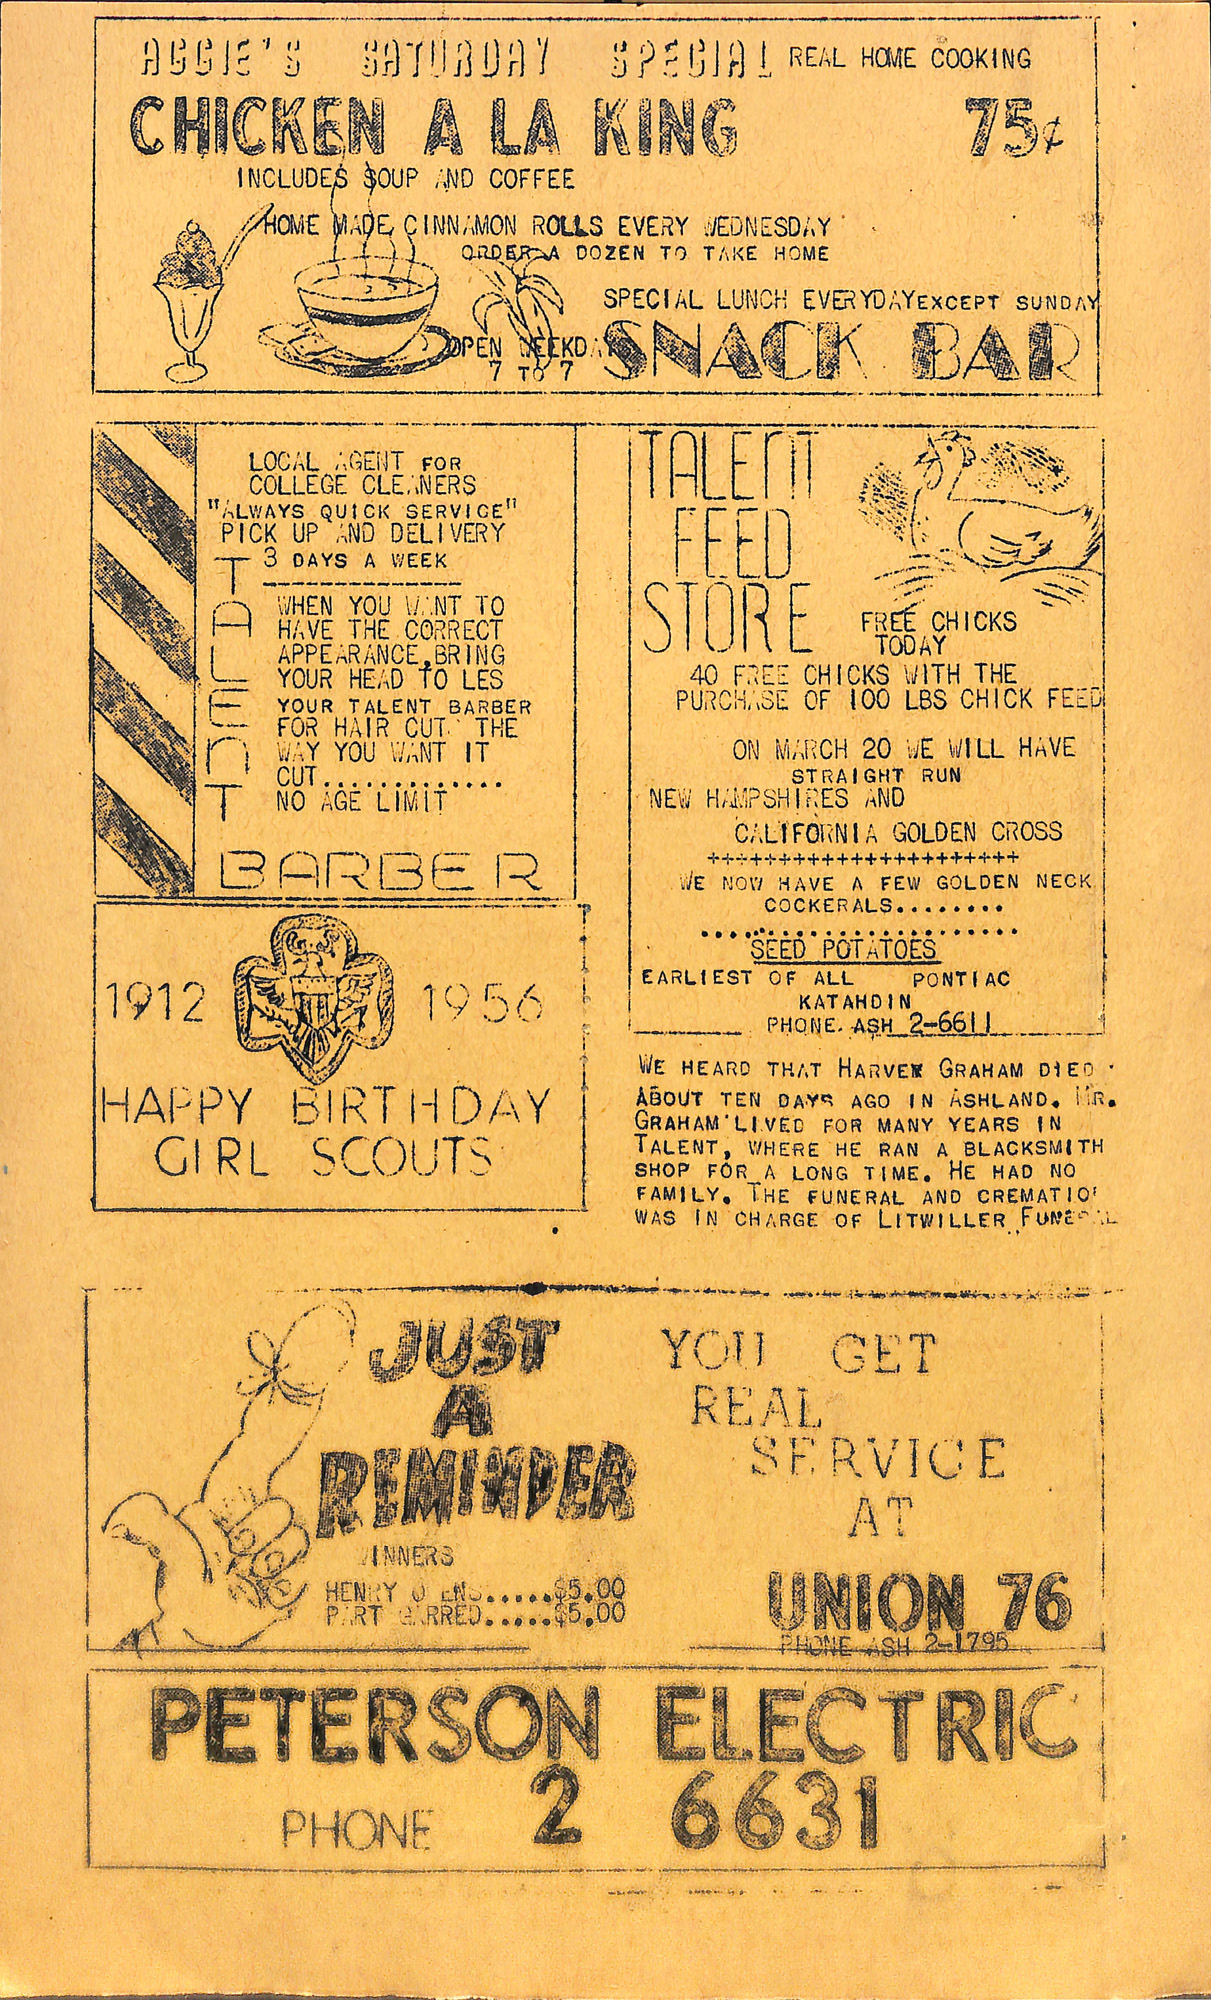 AGGIE'S SATURDAY SPECIAL REAL HOME COOKING
CHICKEN A LA KING 75¢
INCLUDES SOUP AND COFFEE
HOME MADE CINNAMON ROLLS EVERY WEDNESDAY
ORDER A DOZEN TO TAKE HOME
SPECIAL LUNCH EVERYDAY EXCEPT SUNDAY
OPEN WEEKDAY
7 TO 7
SNACK BAR
LOCAL AGENT FOR
COLLEGE CLEANERS
"ALWAYS QUICK SERVICE"
PICK UP AND DELIVERY
3 DAYS A WEEK
WHEN YOU WANT TO
HAVE THE CORRECT
APPEARANCE, BRING
YOUR HEAD TO LES
YOUR TALENT BARBER
FOR HAIR CUT THE
WAY YOU WANT IT
CUT..............
NO AGE LIMIT
TALENT
BARBER
1912 1956
HAPPY BIRTHDAY
GIRL SCOUTS
TALENT
FEED
STORE
FREE CHICKS
TODAY
40 FREE CHICKS WITH THE
PURCHASE OF 100 LBS CHICK FEED
ON MARCH 20 WE WILL HAVE
STRAIGHT RUN
NEW HAMPSHIRES AND
CALIFORNIA GOLDEN CROSS
++++++++++++++++++++++
WE NOW HAVE A FEW GOLDEN NECK
COCKERALS........
......................
SEED POTATOES
EARLIEST OF ALL PONTIAC
KATAHDIN
PHONE. ASH 2-6611
WE HEARD THAT HARVEY GRAHAM DIED
ABOUT TEN DAYS AGO IN ASHLAND. MR.
GRAHAM LIVED FOR MANY YEARS IN
TALENT, WHERE HE RAN A BLACKSMITH
SHOP FOR A LONG TIME. HE HAD NO
FAMILY. THE FUNERAL AND CREMATIO
WAS IN CHARGE OF LITWILLER FUNERAL
JUST
A
REMINDER
WINNERS
HENRY OWENS.....$5.00
GARRED.....$5.00
YOU GET
REAL
SERVICE
AT
UNION 76
PHONE ASH 2-1795
PETERSON ELECTRIC
PHONE 2 6631